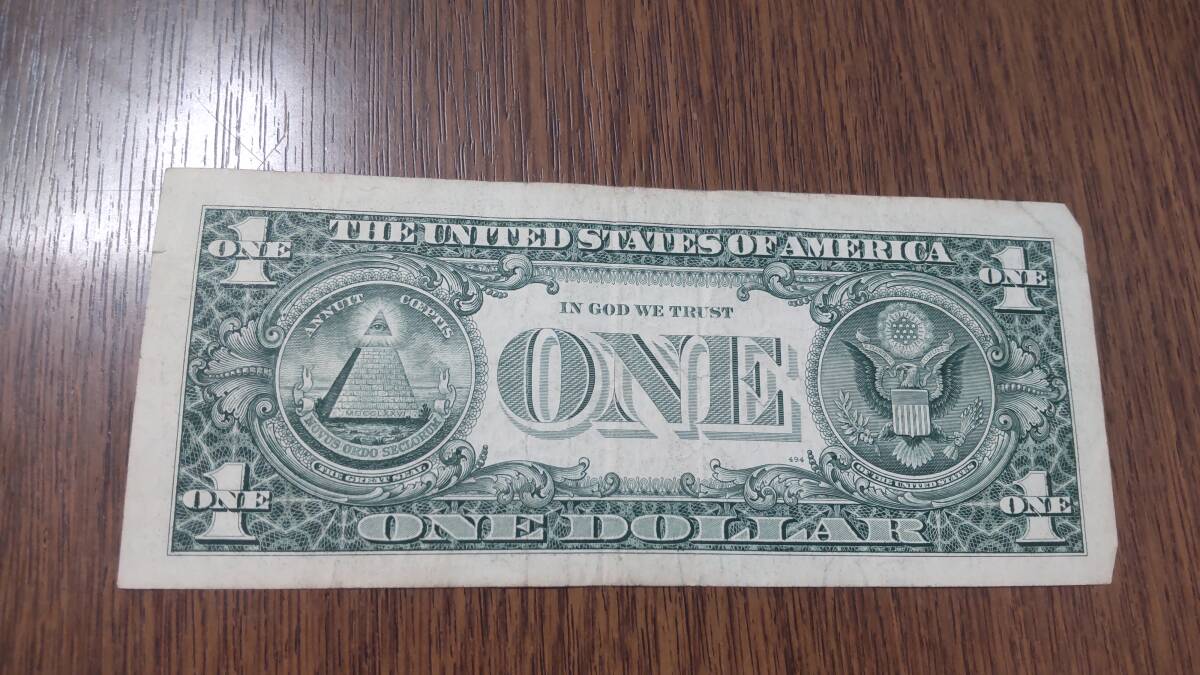 THE UNITED STATES OF AMERICA
1
ONE
1
ONE
ANNUIT COEPTIS
MDCCLXXVI
NOVUS ORDO SECLORUM
THE GREAT SEAL
IN GOD WE TRUST
ONE
494
OF THE UNITED STATES
1
ONE
1
ONE
ONE DOLLAR